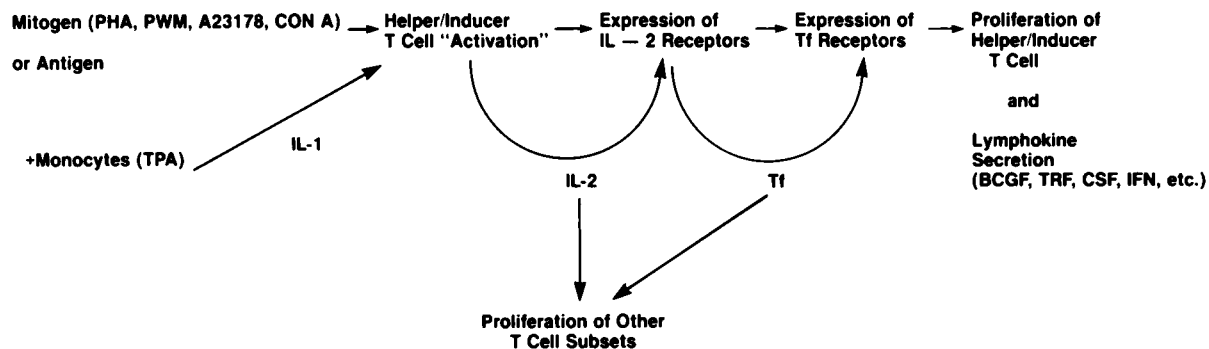 Mitogen (PHA, PWM, A23178, CON A)
or Antigen
+Monocytes (TPA)
IL-1
Helper/Inducer
T Cell “Activation”
Expression of
IL — 2 Receptors
Expression of
Tf Receptors
Proliferation of
Helper/Inducer
T Cell
and
Lymphokine
Secretion
(BCGF, TRF, CSF, IFN, etc.)
IL-2
Tf
Proliferation of Other
T Cell Subsets